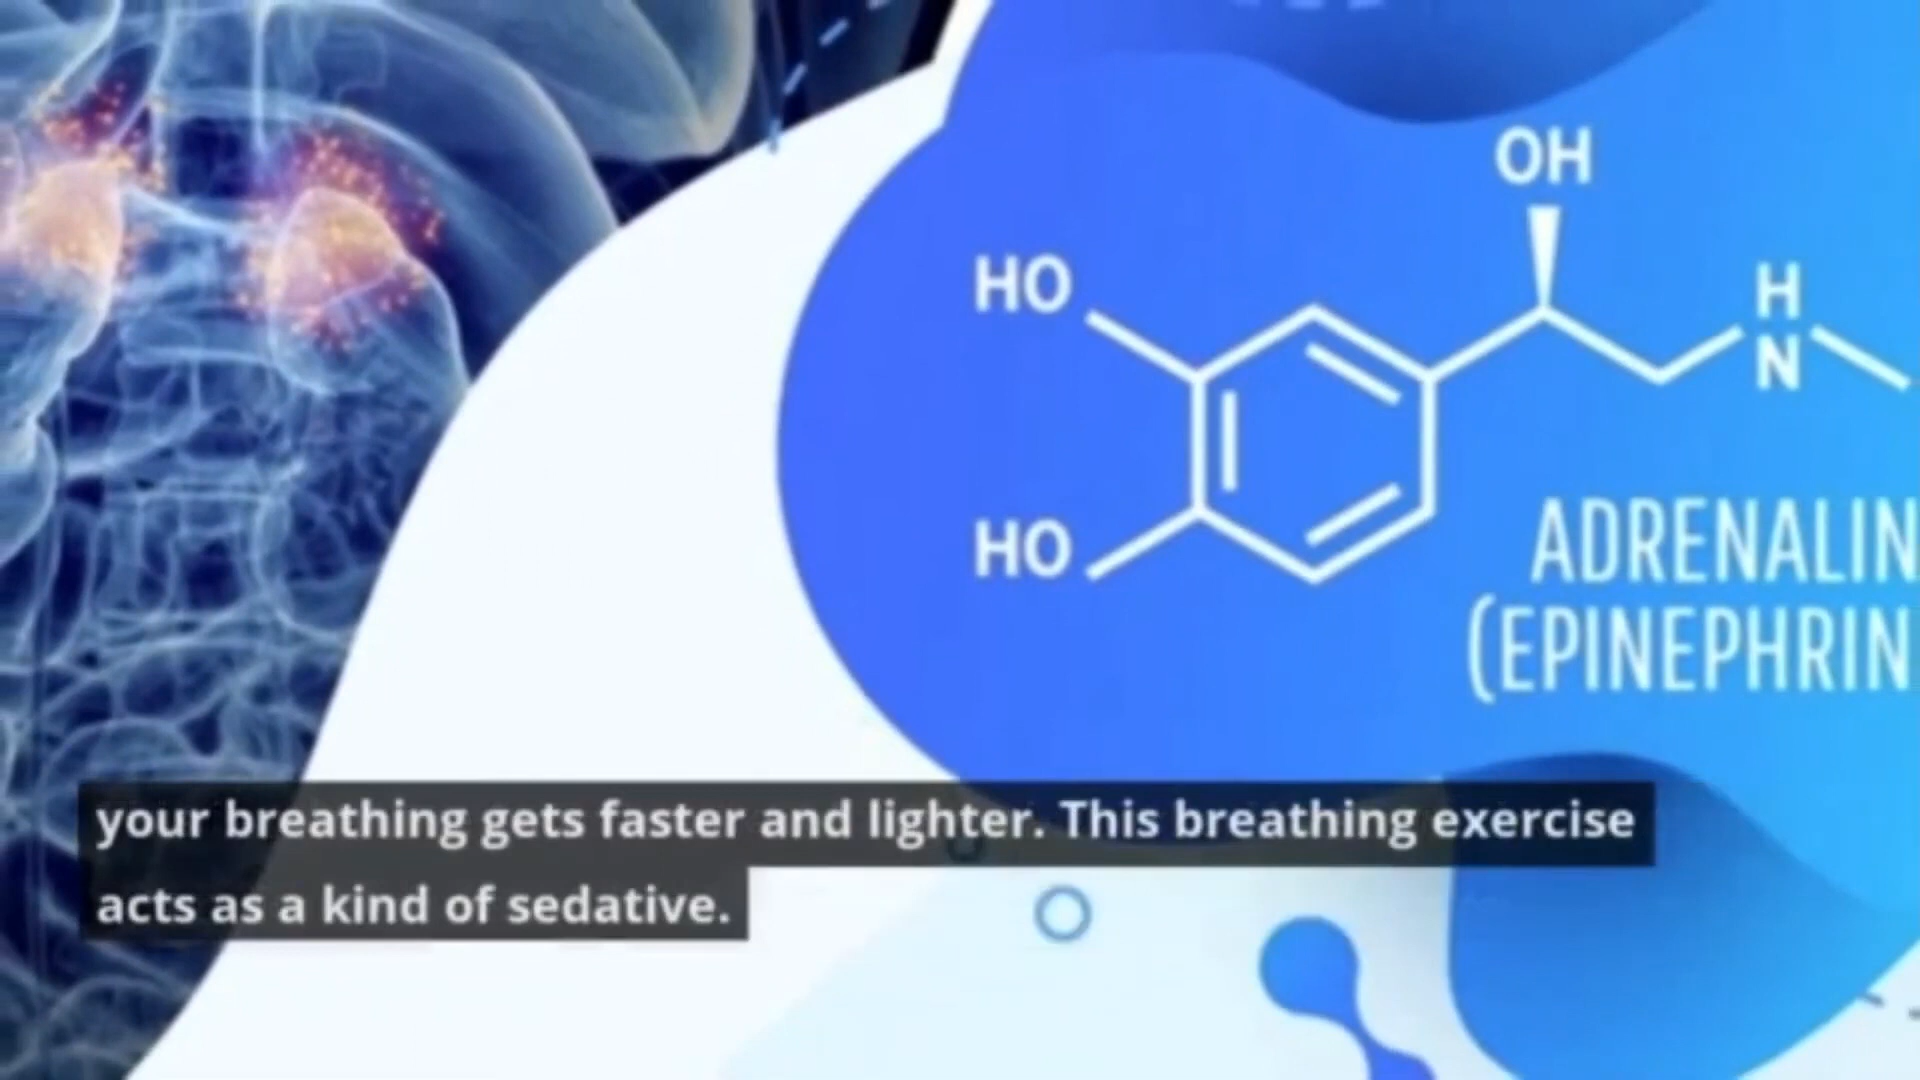 OH
HO
H
N
HO
ADRENALIN
(EPINEPHRIN
your breathing gets faster and lighter. This breathing exercise
acts as a kind of sedative.